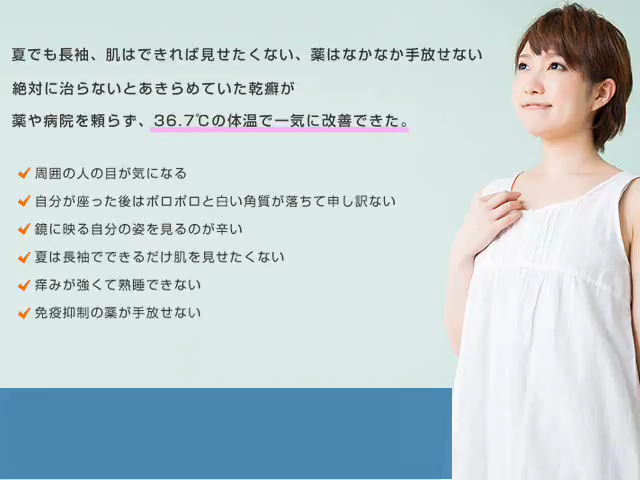 夏でも長袖、肌はできれば見せたくない、薬はなかなか手放せない
絶対に治らないとあきらめていた乾癬が
薬や病院を頼らず、36.7℃の体温で一気に改善できた。
周囲の人の目が気になる
自分が座った後はボロボロと白い角質が落ちて申し訳ない
鏡に映る自分の姿を見るのが辛い
夏は長袖でできるだけ肌を見せたくない
痒みが強くて熟睡できない
免疫抑制の薬が手放せない